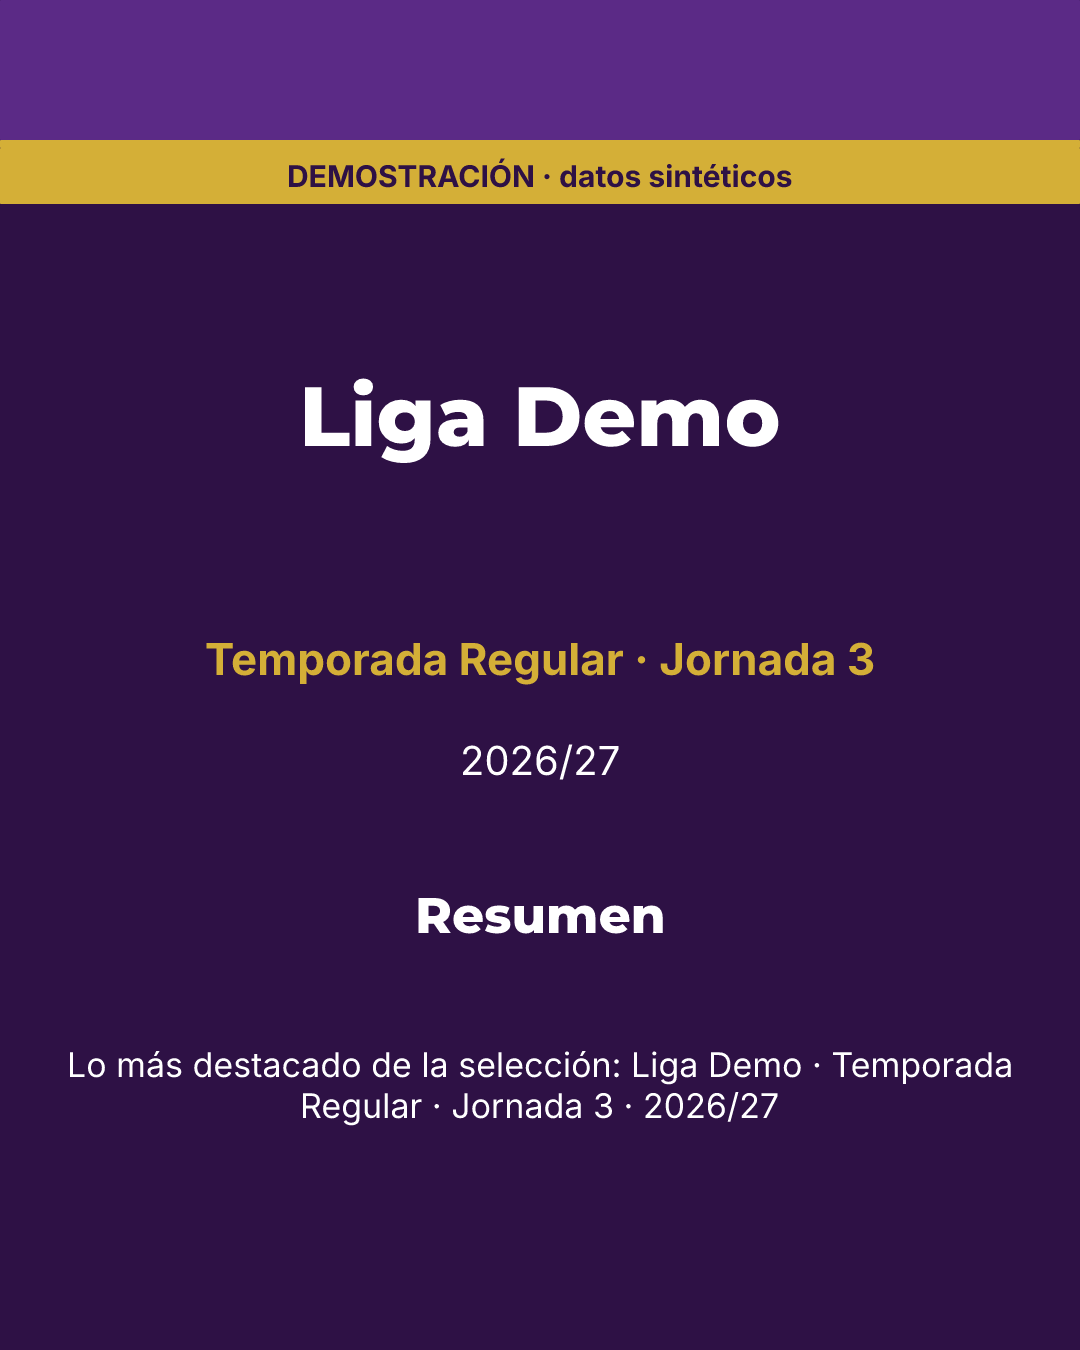 DEMOSTRACIÓN · datos sintéticos
Liga Demo
Temporada Regular · Jornada 3
2026/27
Resumen
Lo más destacado de la selección: Liga Demo · Temporada
Regular · Jornada 3 · 2026/27